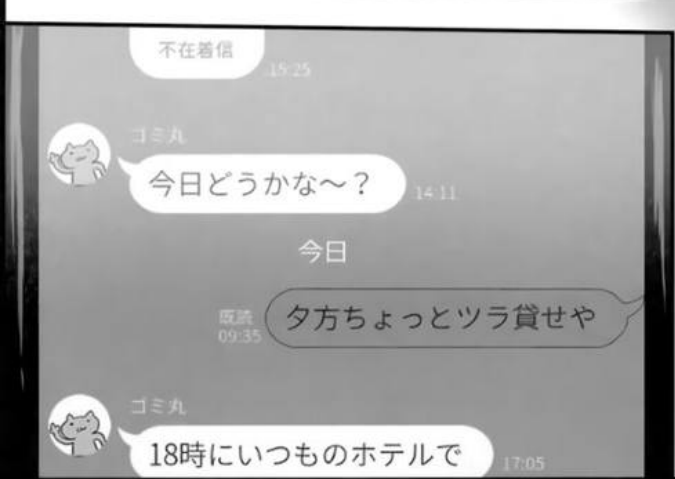 不在着信
15:25
ゴミ丸
今日どうかな～？
14:11
今日
既読
09:35
夕方ちょっとツラ貸せや
ゴミ丸
18時にいつものホテルで
17:05